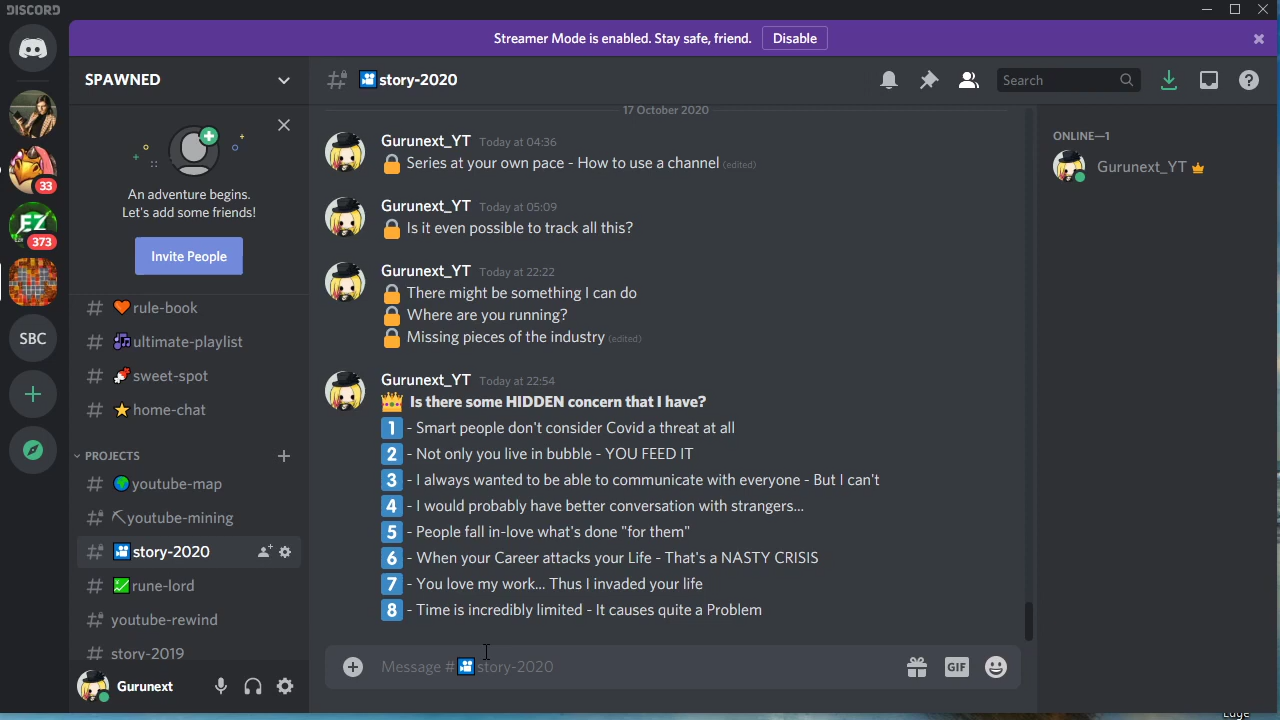 DISCORD
Streamer Mode is enabled. Stay safe, friend.
Disable
SPAWNED
story-2020
Search
An adventure begins.
Let's add some friends!
Invite People
33
373
SBC
rule-book
ultimate-playlist
sweet-spot
home-chat
PROJECTS
youtube-map
youtube-mining
story-2020
rune-lord
youtube-rewind
story-2019
Gurunext
17 October 2020
Gurunext_YT Today at 04:36
Series at your own pace - How to use a channel (edited)
Gurunext_YT Today at 05:09
Is it even possible to track all this?
Gurunext_YT Today at 22:22
There might be something I can do
Where are you running?
Missing pieces of the industry (edited)
Gurunext_YT Today at 22:54
Is there some HIDDEN concern that I have?
1 - Smart people don't consider Covid a threat at all
2 - Not only you live in bubble - YOU FEED IT
3 - I always wanted to be able to communicate with everyone - But I can't
4 - I would probably have better conversation with strangers...
5 - People fall in-love what's done "for them"
6 - When your Career attacks your Life - That's a NASTY CRISIS
7 - You love my work... Thus I invaded your life
8 - Time is incredibly limited - It causes quite a Problem
Message # story-2020
GIF
ONLINE—1
Gurunext_YT
EZ
Edge